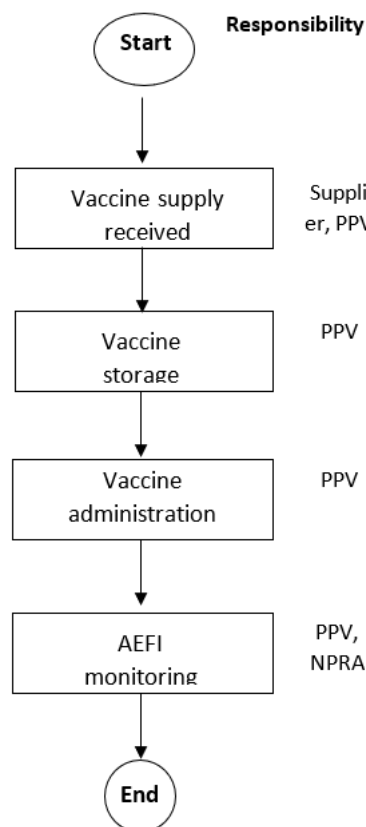 Start
Responsibility
Vaccine supply
received
Suppli
er, PPV
Vaccine
storage
PPV
Vaccine
administration
PPV
AEFI
monitoring
PPV,
NPRA
End